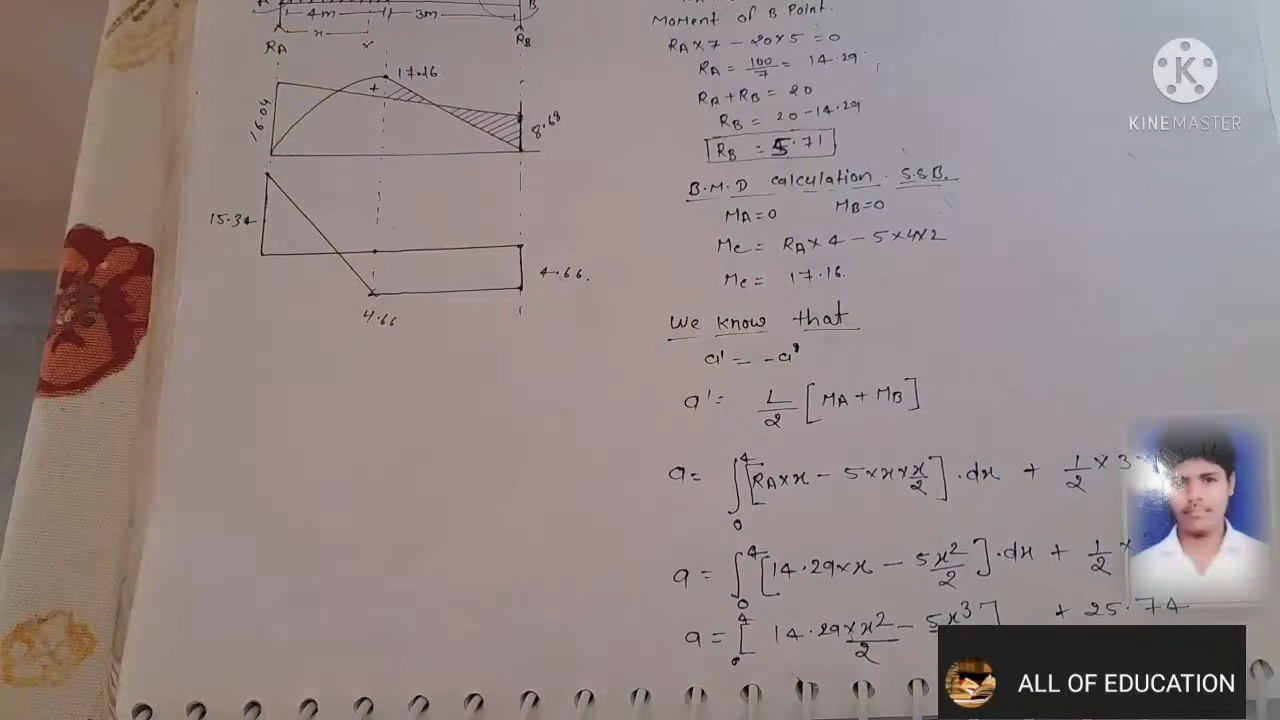 A
B
4m
3m
x
x
RA
RB
17.16
+
16.04
8.68
15.34
4.66.
4.66
Moment of B Point.
RA×7 - 20×5 = 0
RA = 100/7 = 14.29
RA + RB = 20
RB = 20 - 14.29
RB = 5.71
B.M.D calculation. S.S.B.
MA=0 MB=0
Mc = RA×4 - 5×4×2
Mc = 17.16.
We know that
a' = -a
a' = L/2 [MA + MB]
a = ∫₀⁴ [RA×x - 5×x×x/2].dx + 1/2 × 3
a = ∫₀⁴ [14.29×x - 5x²/2].dx + 1/2 ×
a = [14.29×x²/2 - 5x³ ]₀⁴ + 25.74
KINEMASTER
ALL OF EDUCATION